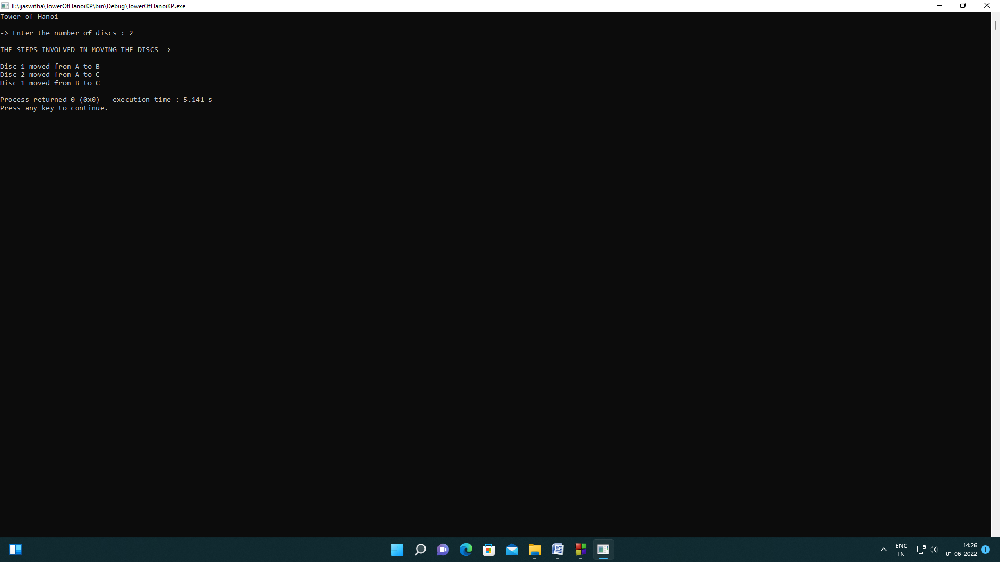 E:\ijaswitha\TowerOfHanoiKP\bin\Debug\TowerOfHanoiKP.exe
Tower of Hanoi
-> Enter the number of discs : 2
THE STEPS INVOLVED IN MOVING THE DISCS ->
Disc 1 moved from A to B
Disc 2 moved from A to C
Disc 1 moved from B to C
Process returned 0 (0x0)   execution time : 5.141 s
Press any key to continue.
ENG
IN
14:26
01-06-2022
1